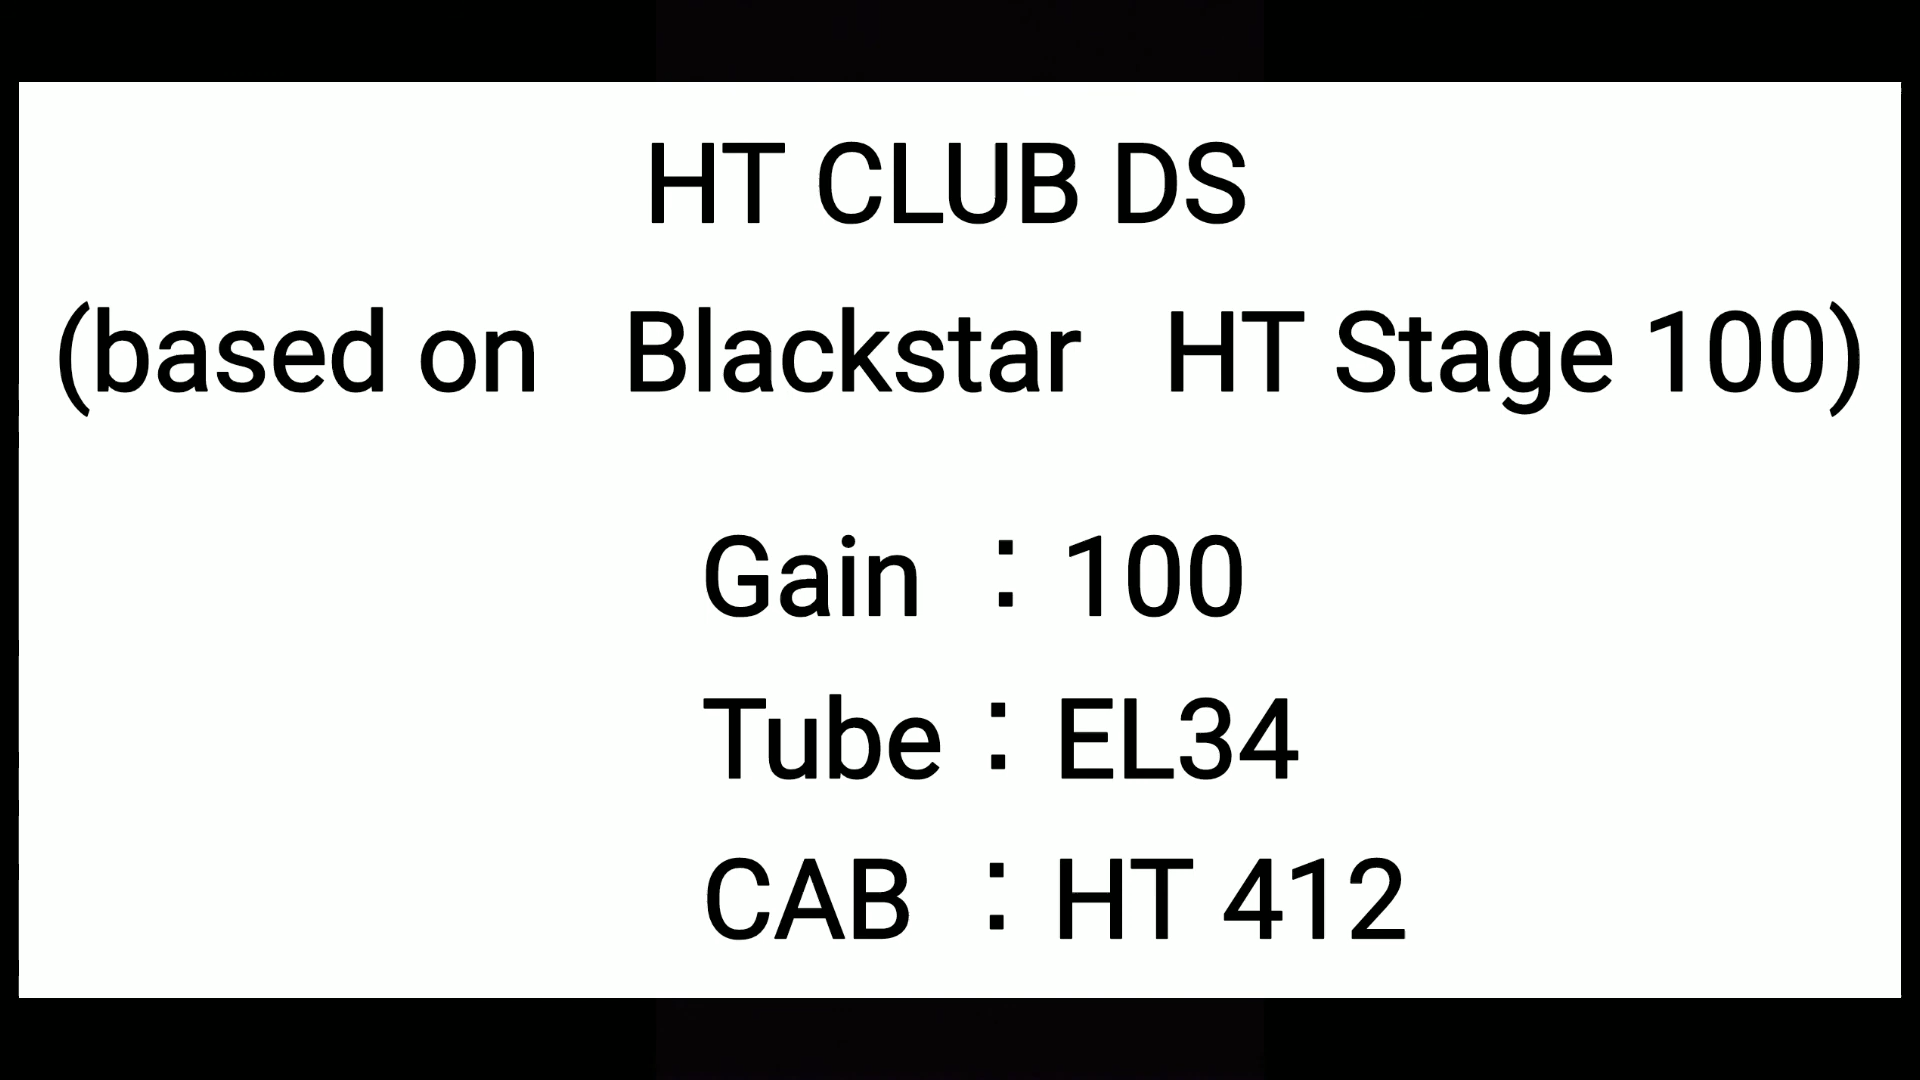 HT CLUB DS
(based on Blackstar HT Stage 100)
Gain : 100
Tube : EL34
CAB : HT 412